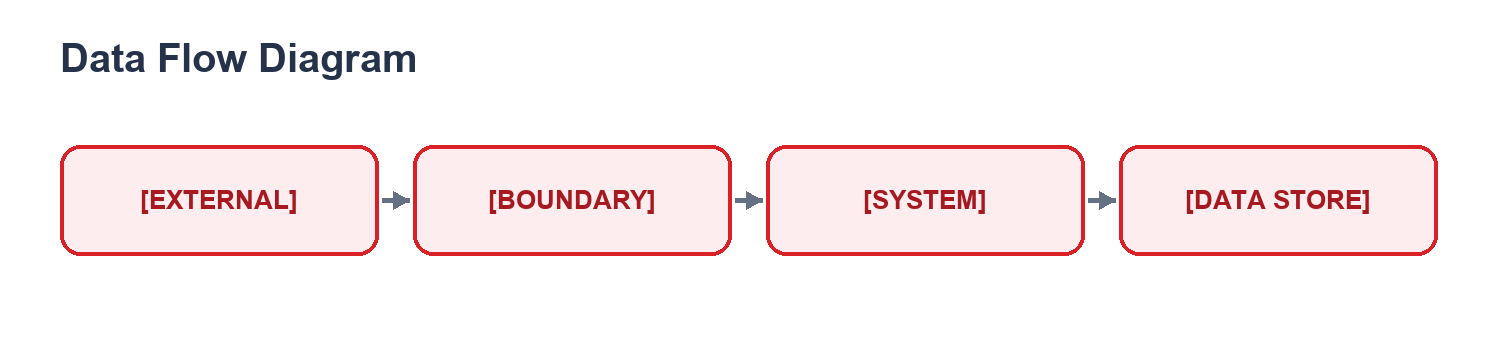 Data Flow Diagram
[EXTERNAL]
[BOUNDARY]
[SYSTEM]
[DATA STORE]